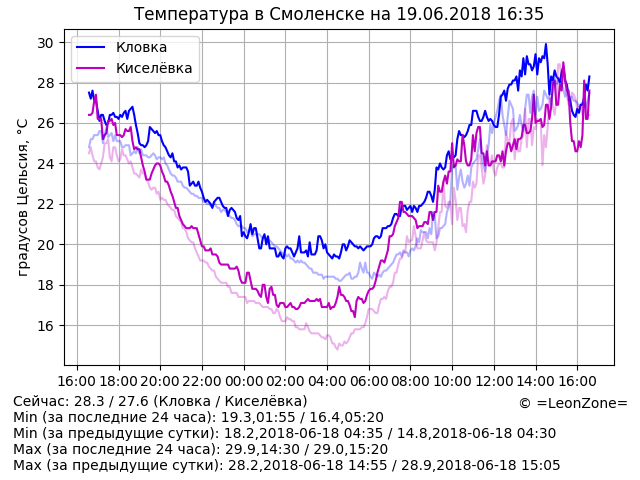 Температура в Смоленске на 19.06.2018 16:35
Кловка
Киселёвка
градусов Цельсия, °C
30
28
26
24
22
20
18
16
16:00 18:00 20:00 22:00 00:00 02:00 04:00 06:00 08:00 10:00 12:00 14:00 16:00
Сейчас: 28.3 / 27.6 (Кловка / Киселёвка)
© =LeonZone=
Min (за последние 24 часа): 19.3,01:55 / 16.4,05:20
Min (за предыдущие сутки): 18.2,2018-06-18 04:35 / 14.8,2018-06-18 04:30
Max (за последние 24 часа): 29.9,14:30 / 29.0,15:20
Max (за предыдущие сутки): 28.2,2018-06-18 14:55 / 28.9,2018-06-18 15:05